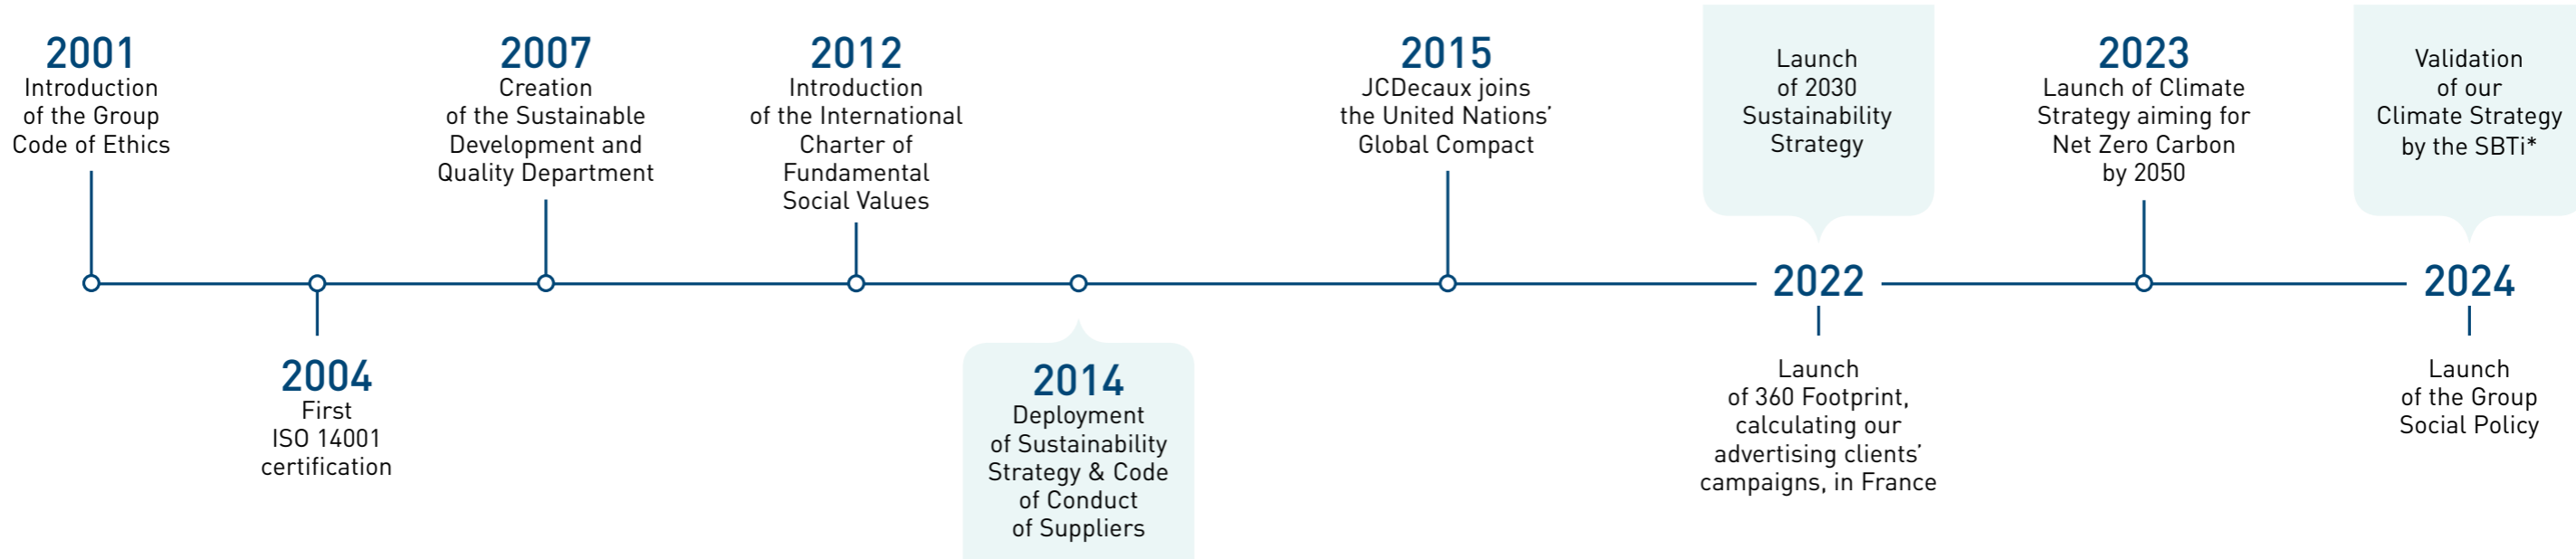 2001
Introduction
of the Group
Code of Ethics
2004
First
ISO 14001
certification
2007
Creation
of the Sustainable
Development and
Quality Department
2012
Introduction
of the International
Charter of
Fundamental
Social Values
2014
Deployment
of Sustainability
Strategy & Code
of Conduct
of Suppliers
2015
JCDecaux joins
the United Nations’
Global Compact
Launch
of 2030
Sustainability
Strategy
2022
Launch
of 360 Footprint,
calculating our
advertising clients’
campaigns, in France
2023
Launch of Climate
Strategy aiming for
Net Zero Carbon
by 2050
Validation
of our
Climate Strategy
by the SBTi*
2024
Launch
of the Group
Social Policy